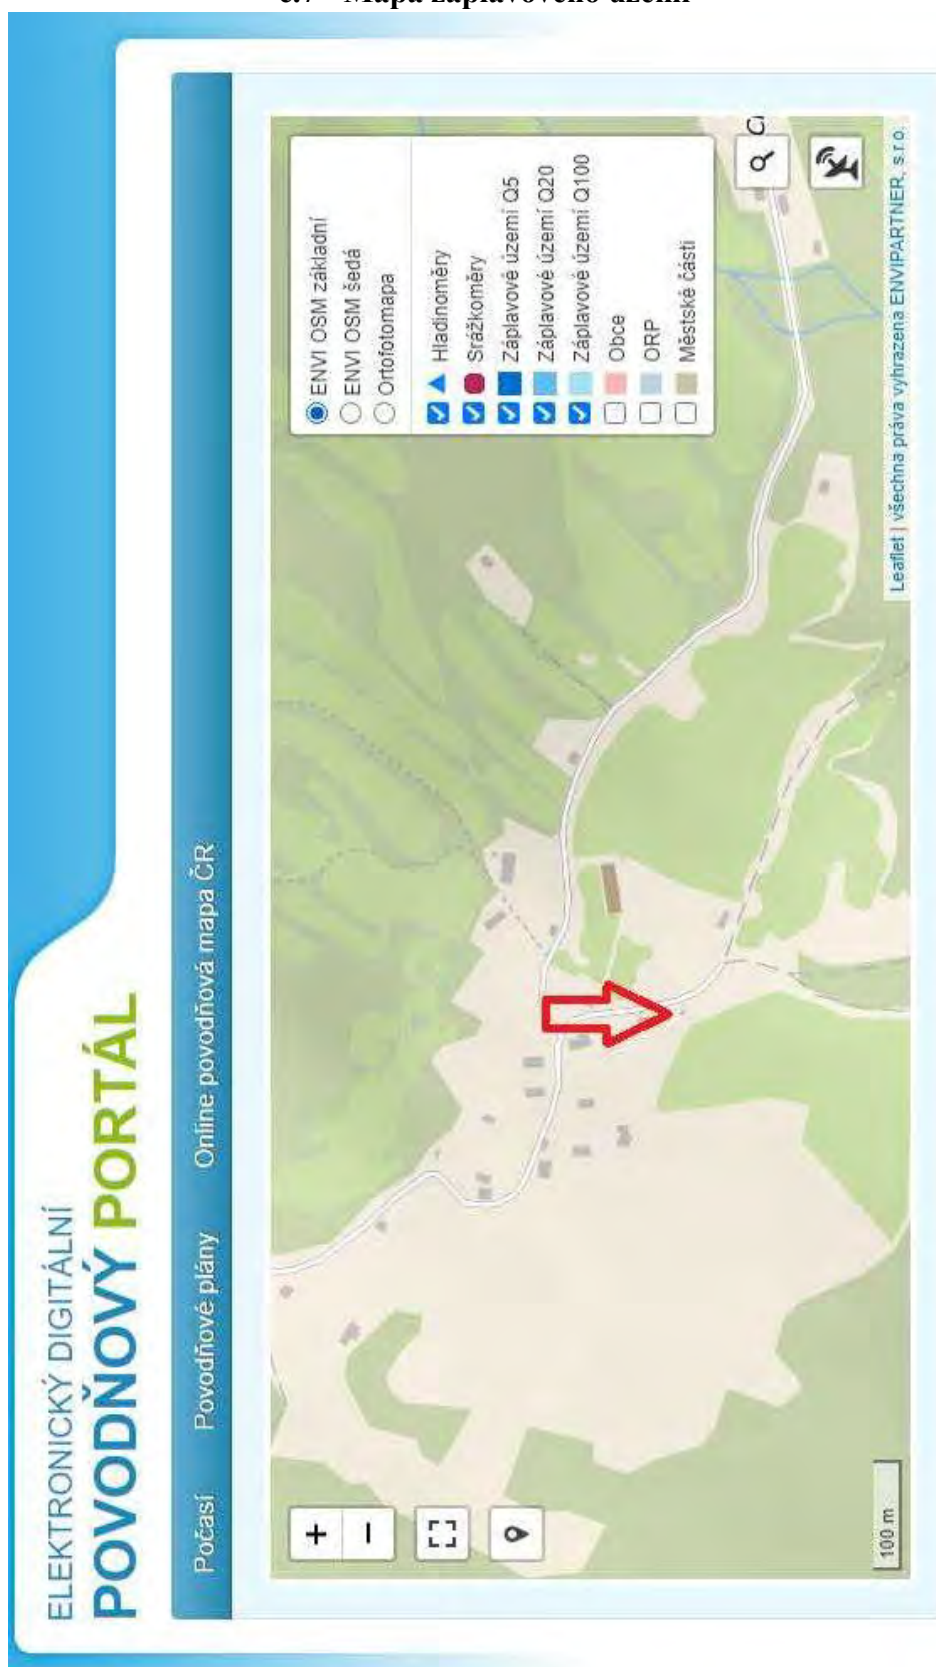 ELEKTRONICKÝ DIGITÁLNÍ
POVODŇOVÝ PORTÁL
Počasí Povodňové plány Online povodňová mapa ČR
+
−
ENVI OSM základní
ENVI OSM šedá
Ortofotomapa
Hladinoměry
Srážkoměry
Záplavové území Q5
Záplavové území Q20
Záplavové území Q100
Obce
ORP
Městské části
100 m
Leaflet | všechna práva vyhrazena ENVIPARTNER, s.r.o.